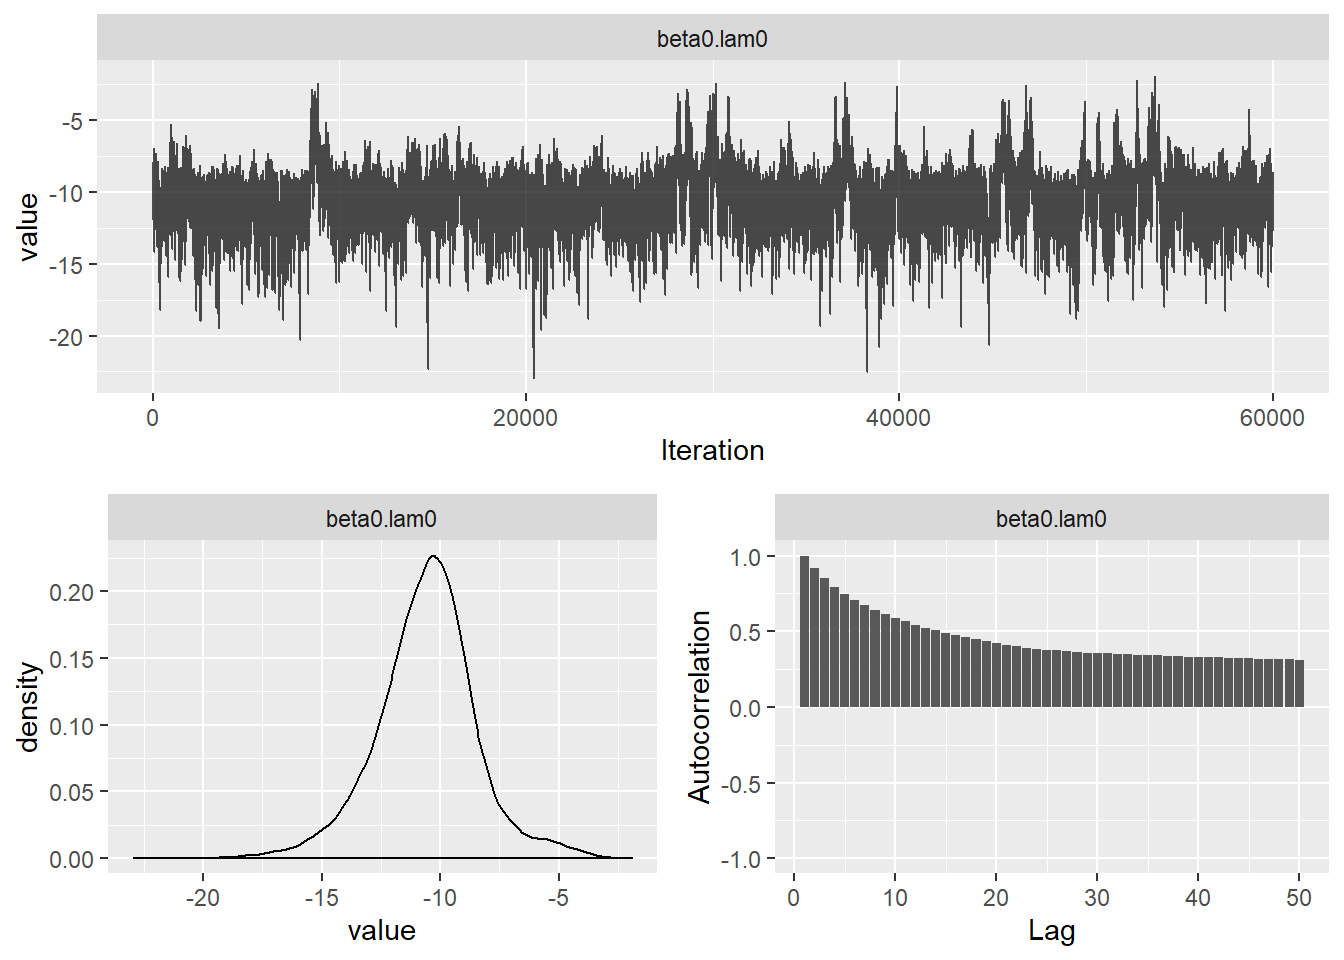 beta0.lam0
value
-5
-10
-15
-20
0 20000 40000 60000
Iteration
beta0.lam0
density
0.20
0.15
0.10
0.05
0.00
-20 -15 -10 -5
value
beta0.lam0
Autocorrelation
1.0
0.5
0.0
-0.5
-1.0
0 10 20 30 40 50
Lag